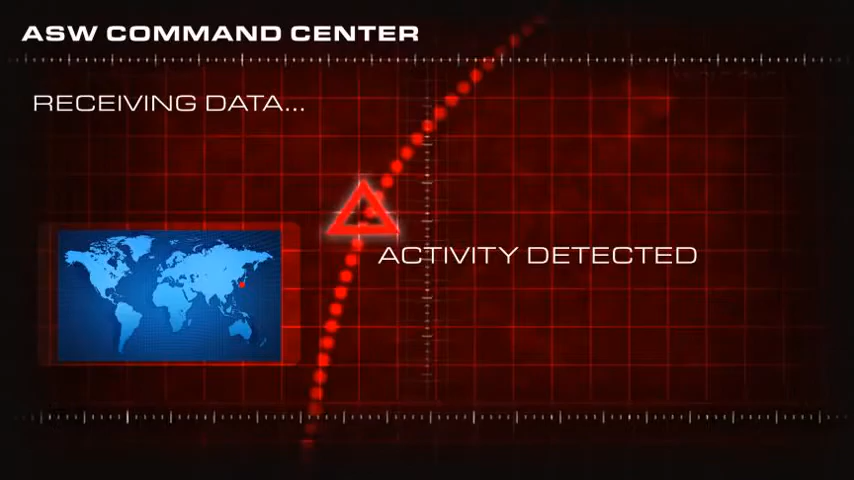 ASW COMMAND CENTER
RECEIVING DATA...
ACTIVITY DETECTED